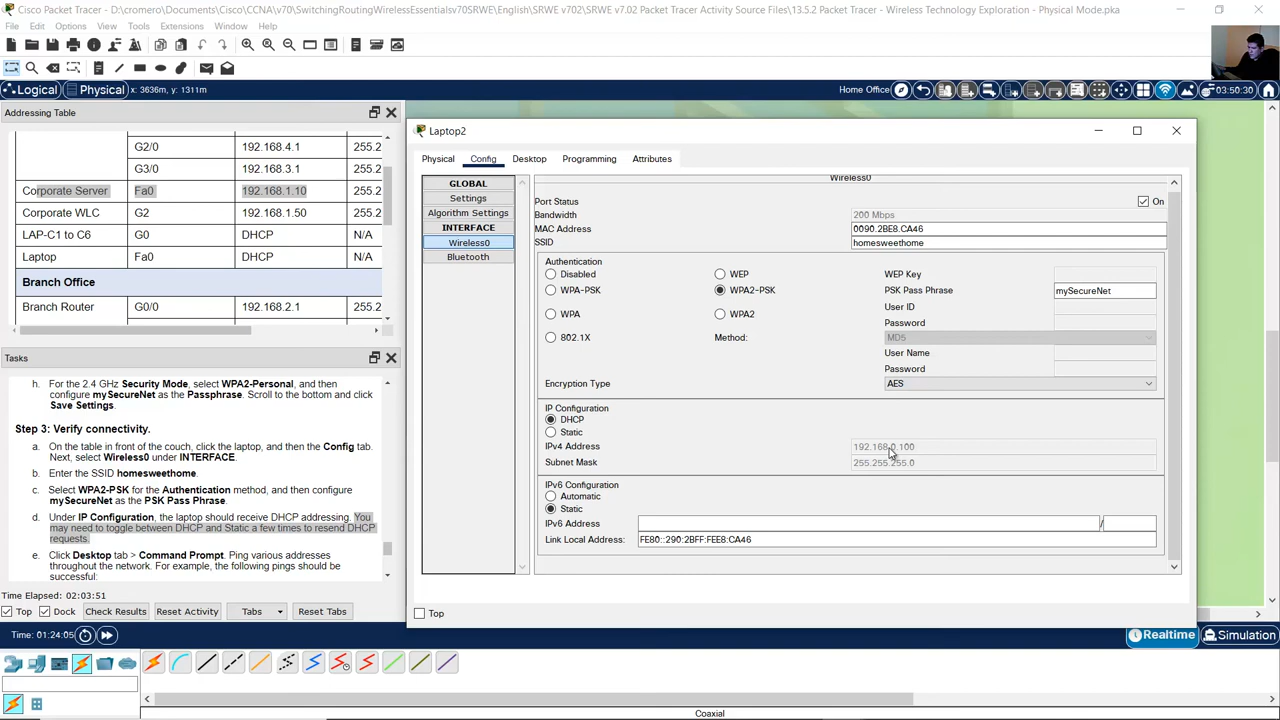 Cisco Packet Tracer - D:\cromero\Documents\Cisco\CCNA\v70\SwitchingRoutingWirelessEssentialsv70SRWE\English\SRWE v702\SRWE v7.02 Packet Tracer Activity Source Files\13.5.2 Packet Tracer - Wireless Technology Exploration - Physical Mode.pka
File Edit Options View Tools Extensions Window Help
Logical Physical x: 3636m, y: 1311m Home Office 03:50:30
Addressing Table
G2/0 192.168.4.1 255.2
G3/0 192.168.3.1 255.2
Corporate Server Fa0 192.168.1.10 255.2
Corporate WLC G2 192.168.1.50 255.2
LAP-C1 to C6 G0 DHCP N/A
Laptop Fa0 DHCP N/A
Branch Office
Branch Router G0/0 192.168.2.1 255.2
Tasks
h. For the 2.4 GHz Security Mode, select WPA2-Personal, and then
configure mySecureNet as the Passphrase. Scroll to the bottom and click
Save Settings.
Step 3: Verify connectivity.
a. On the table in front of the couch, click the laptop, and then the Config tab.
Next, select Wireless0 under INTERFACE.
b. Enter the SSID homesweethome
c. Select WPA2-PSK for the Authentication method, and then configure
mySecureNet as the PSK Pass Phrase.
d. Under IP Configuration, the laptop should receive DHCP addressing. You
may need to toggle between DHCP and Static a few times to resend DHCP
requests.
e. Click Desktop tab > Command Prompt. Ping various addresses
throughout the network. For example, the following pings should be
successful:
Time Elapsed: 02:03:51
Top Dock Check Results Reset Activity Tabs Reset Tabs
Laptop2
Physical Config Desktop Programming Attributes
GLOBAL
Settings
Algorithm Settings
INTERFACE
Wireless0
Bluetooth
Wireless0
Port Status On
Bandwidth 200 Mbps
MAC Address 0090.2BE8.CA46
SSID homesweethome
Authentication
Disabled WEP WEP Key
WPA-PSK WPA2-PSK PSK Pass Phrase mySecureNet
User ID
WPA WPA2 Password
802.1X Method: MD5
User Name
Password
Encryption Type AES
IP Configuration
DHCP
Static
IPv4 Address 192.168.0.100
Subnet Mask 255.255.255.0
IPv6 Configuration
Automatic
Static
IPv6 Address /
Link Local Address: FE80::290:2BFF:FEE8:CA46
Top
Time: 01:24:05 Realtime Simulation
Coaxial